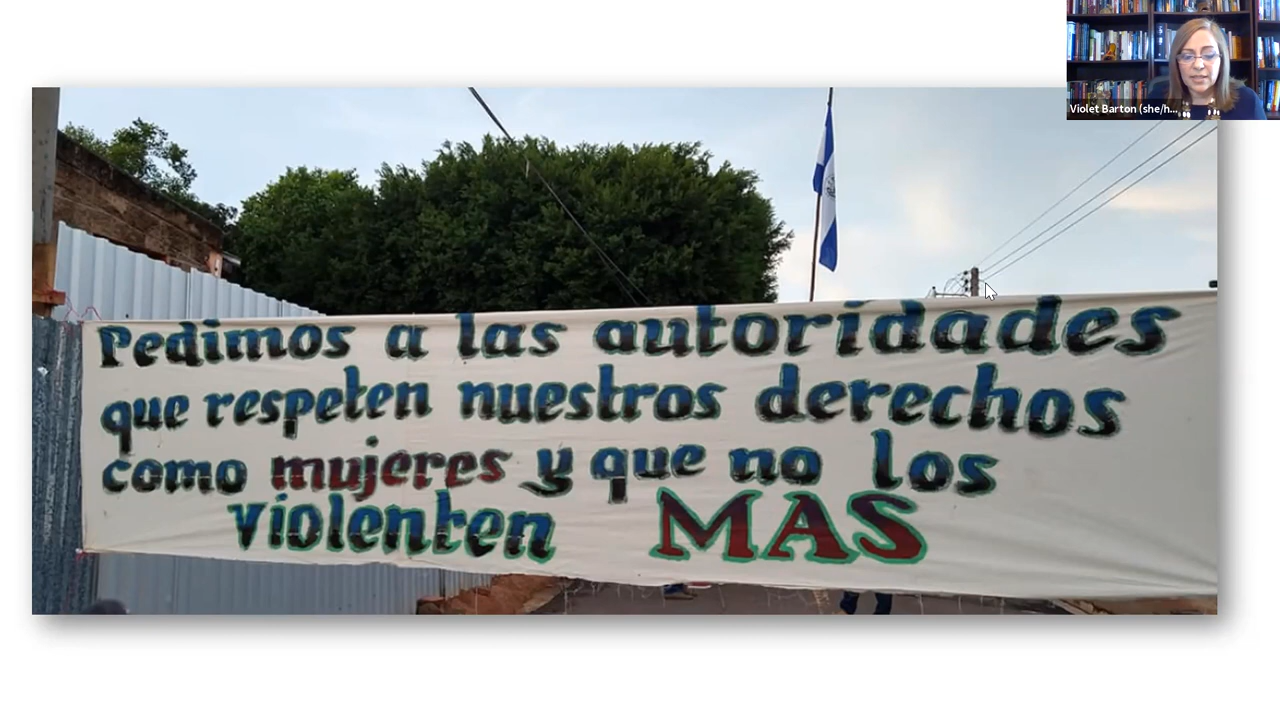 Violet Barton (she/h...
Pedimos a las autoridades
que respeten nuestros derechos
como mujeres y que no los
violenten MAS